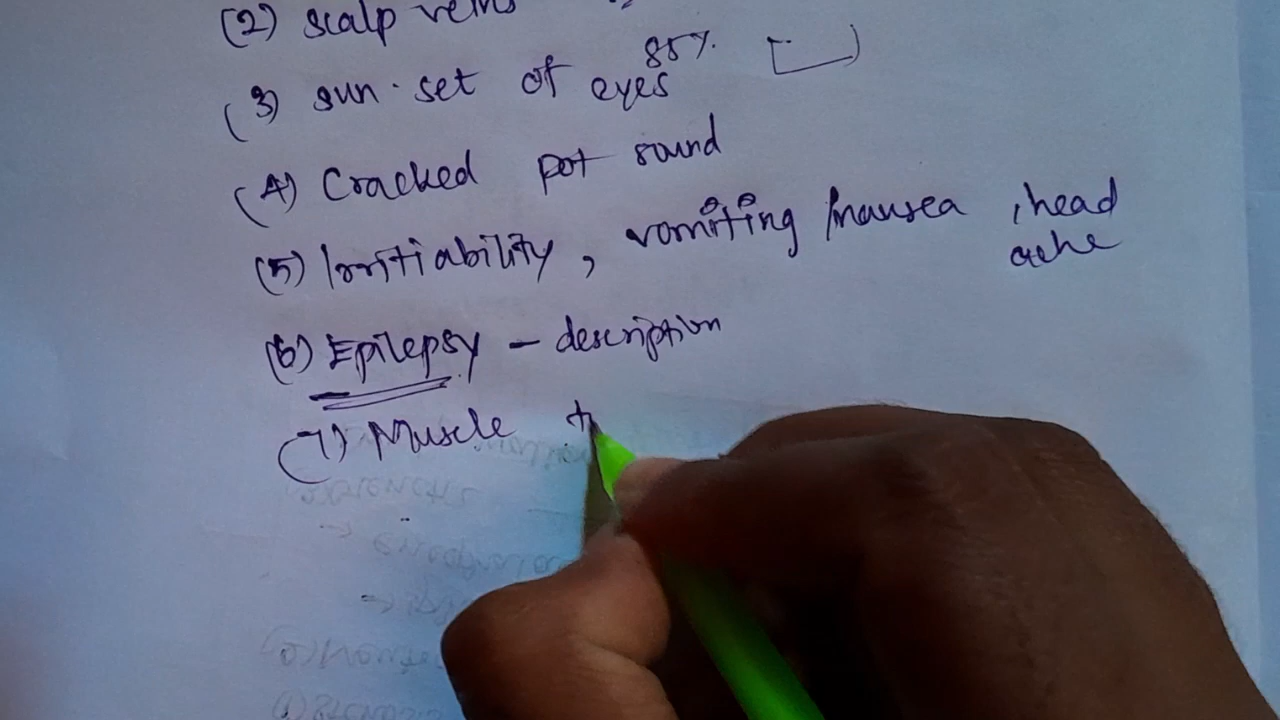 (2) scalp veins
85%
(3) sun-set of eyes
(4) Cracked pot sound
(5) Irritiability, vomiting /nausea, head
ache
(6) Epilepsy - description
(7) Muscle